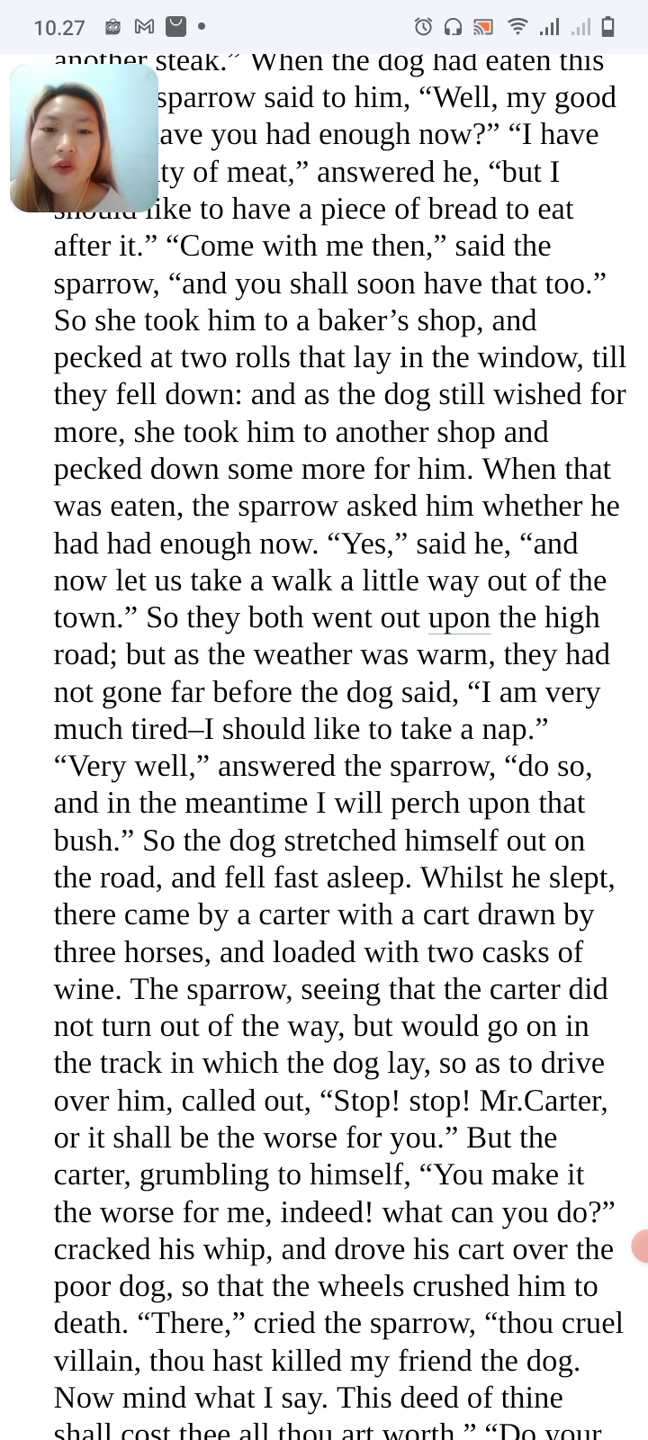 10.27
another steak.” When the dog had eaten this
sparrow said to him, “Well, my good
have you had enough now?” “I have
of meat,” answered he, “but I
should like to have a piece of bread to eat
after it.” “Come with me then,” said the
sparrow, “and you shall soon have that too.”
So she took him to a baker’s shop, and
pecked at two rolls that lay in the window, till
they fell down: and as the dog still wished for
more, she took him to another shop and
pecked down some more for him. When that
was eaten, the sparrow asked him whether he
had had enough now. “Yes,” said he, “and
now let us take a walk a little way out of the
town.” So they both went out upon the high
road; but as the weather was warm, they had
not gone far before the dog said, “I am very
much tired–I should like to take a nap.”
“Very well,” answered the sparrow, “do so,
and in the meantime I will perch upon that
bush.” So the dog stretched himself out on
the road, and fell fast asleep. Whilst he slept,
there came by a carter with a cart drawn by
three horses, and loaded with two casks of
wine. The sparrow, seeing that the carter did
not turn out of the way, but would go on in
the track in which the dog lay, so as to drive
over him, called out, “Stop! stop! Mr.Carter,
or it shall be the worse for you.” But the
carter, grumbling to himself, “You make it
the worse for me, indeed! what can you do?”
cracked his whip, and drove his cart over the
poor dog, so that the wheels crushed him to
death. “There,” cried the sparrow, “thou cruel
villain, thou hast killed my friend the dog.
Now mind what I say. This deed of thine
shall cost thee all thou art worth.” “Do your